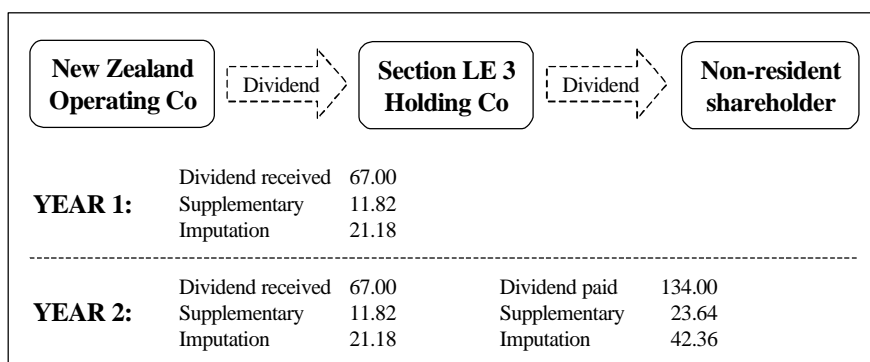 New Zealand
Operating Co
Dividend
Section LE 3
Holding Co
Dividend
Non-resident
shareholder
YEAR 1:
Dividend received 67.00
Supplementary 11.82
Imputation 21.18
YEAR 2:
Dividend received 67.00 Dividend paid 134.00
Supplementary 11.82 Supplementary 23.64
Imputation 21.18 Imputation 42.36